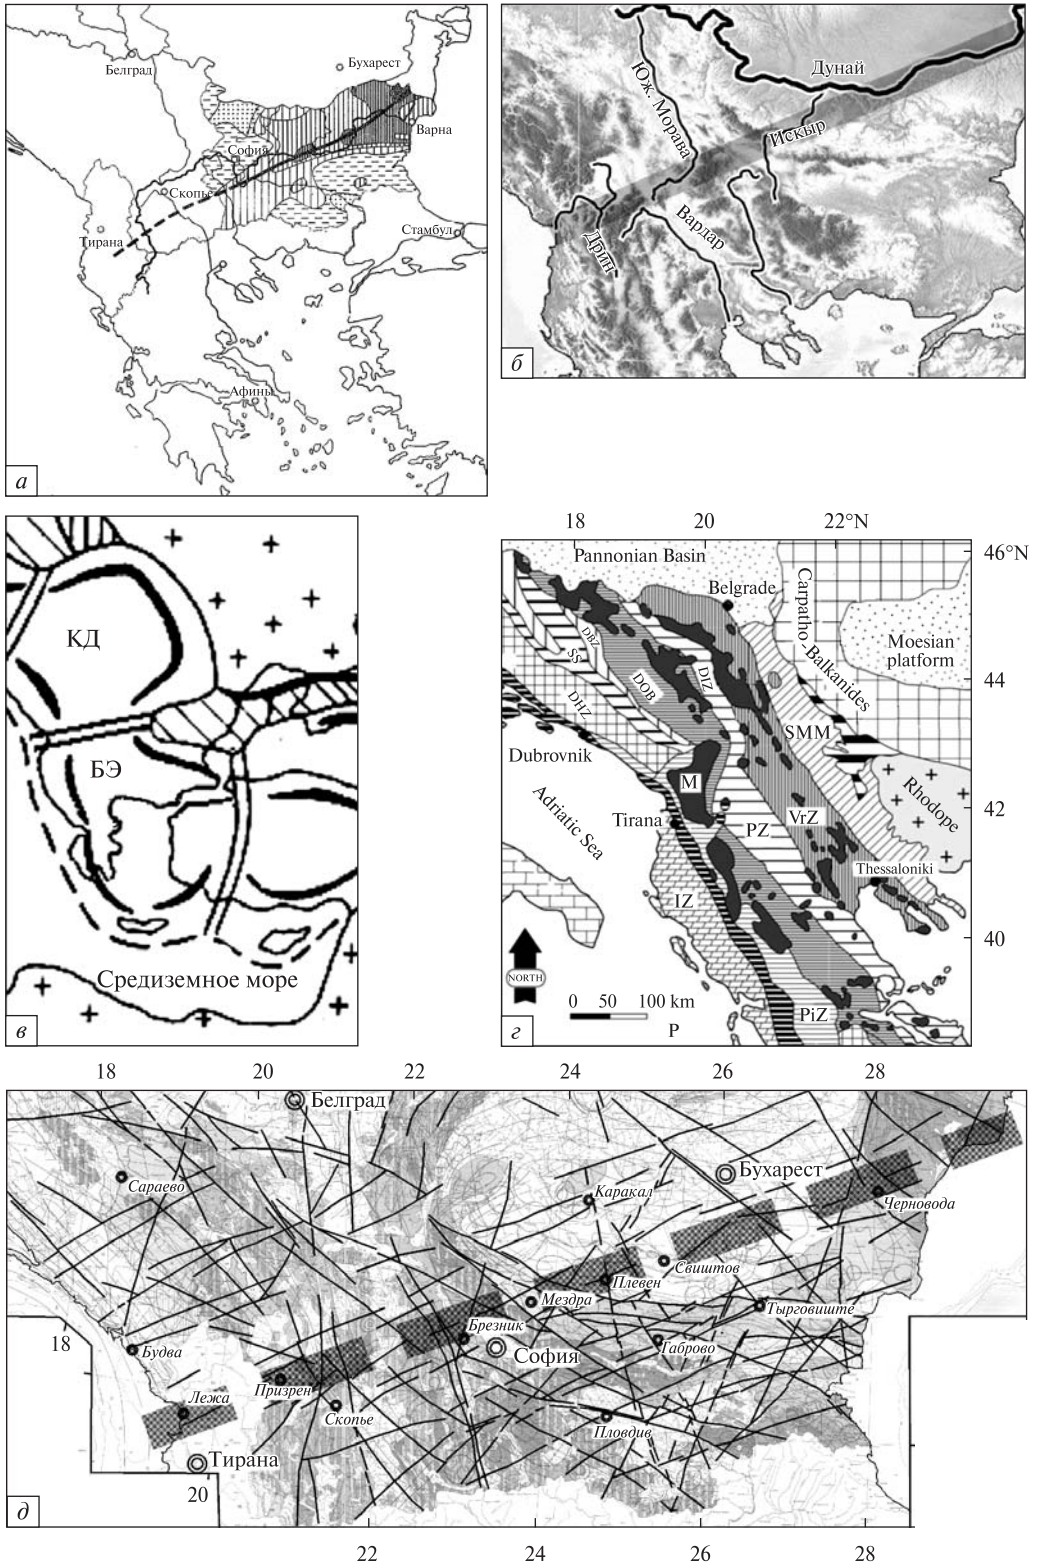 Белград
Бухарест
Варна
София
Скопье
Тирана
Стамбул
Афины
а
Юж. Морава
Дунай
Искыр
Вардар
Дрин
б
КД
БЭ
Средиземное море
в
18
20
22°N
46°N
Pannonian Basin
Belgrade
Carpatho-Balkanides
Moesian
platform
44
DBZ
SS
DIZ
DOB
DHZ
SMM
Dubrovnik
Adriatic Sea
M
Rhodope
42
VrZ
Tirana
PZ
Thessaloniki
IZ
40
NORTH
0 50 100 km
P
PiZ
г
18
20
22
24
26
28
Белград
Сараево
Каракал
Бухарест
Черновода
Свиштов
Плевен
Мездра
Тырговиште
Брезник
18
Будва
София
Габрово
Лежа
Призрен
Скопье
Пловдив
Тирана
20
д
22
24
26
28